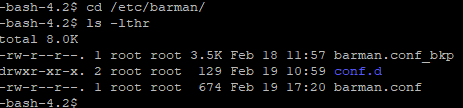 -bash-4.2$ cd /etc/barman/
-bash-4.2$ ls -lthr
total 8.0K
-rw-r--r--. 1 root root 3.5K Feb 18 11:57 barman.conf_bkp
drwxr-xr-x. 2 root root  129 Feb 19 10:59 conf.d
-rw-r--r--. 1 root root  674 Feb 19 17:20 barman.conf
-bash-4.2$